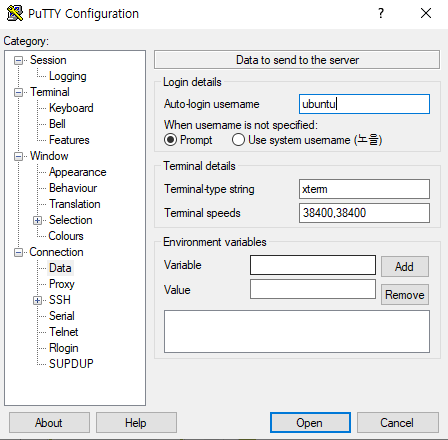 PuTTY Configuration
?
Category:
Session
Logging
Terminal
Keyboard
Bell
Features
Window
Appearance
Behaviour
Translation
Selection
Colours
Connection
Data
Proxy
SSH
Serial
Telnet
Rlogin
SUPDUP
Data to send to the server
Login details
Auto-login username ubuntu
When username is not specified:
Prompt Use system username (노을)
Terminal details
Terminal-type string xterm
Terminal speeds 38400,38400
Environment variables
Variable Add
Value Remove
About Help Open Cancel